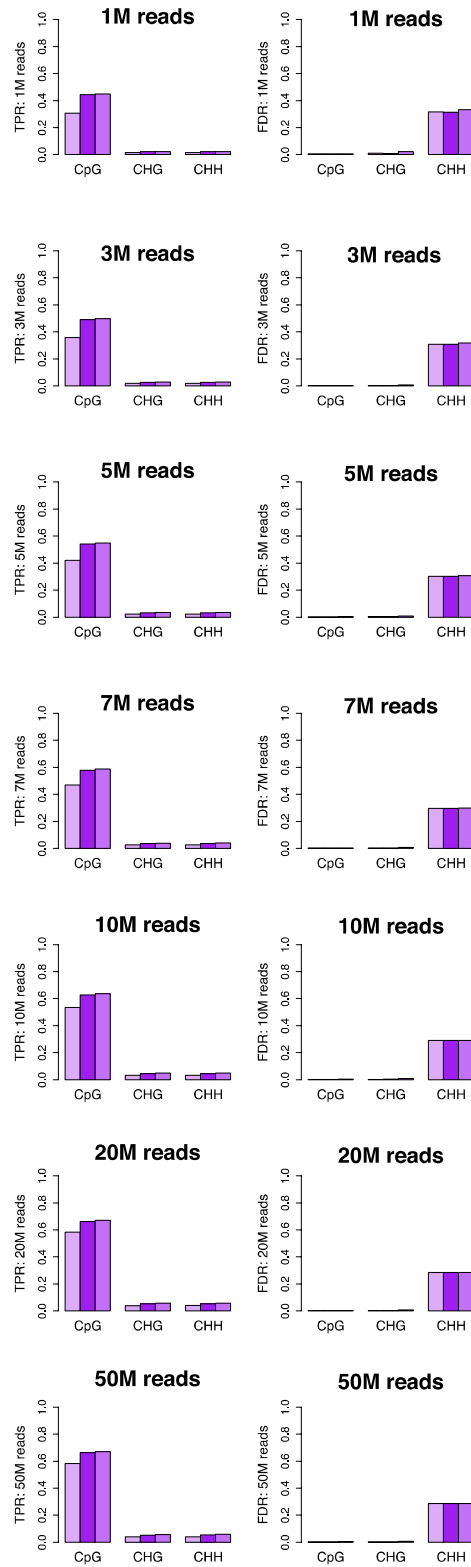 1M reads
TPR: 1M reads
0.0 0.2 0.4 0.6 0.8 1.0
CpG CHG CHH
1M reads
FDR: 1M reads
0.0 0.2 0.4 0.6 0.8 1.0
CpG CHG CHH
3M reads
TPR: 3M reads
0.0 0.2 0.4 0.6 0.8 1.0
CpG CHG CHH
3M reads
FDR: 3M reads
0.0 0.2 0.4 0.6 0.8 1.0
CpG CHG CHH
5M reads
TPR: 5M reads
0.0 0.2 0.4 0.6 0.8 1.0
CpG CHG CHH
5M reads
FDR: 5M reads
0.0 0.2 0.4 0.6 0.8 1.0
CpG CHG CHH
7M reads
TPR: 7M reads
0.0 0.2 0.4 0.6 0.8 1.0
CpG CHG CHH
7M reads
FDR: 7M reads
0.0 0.2 0.4 0.6 0.8 1.0
CpG CHG CHH
10M reads
TPR: 10M reads
0.0 0.2 0.4 0.6 0.8 1.0
CpG CHG CHH
10M reads
FDR: 10M reads
0.0 0.2 0.4 0.6 0.8 1.0
CpG CHG CHH
20M reads
TPR: 20M reads
0.0 0.2 0.4 0.6 0.8 1.0
CpG CHG CHH
20M reads
FDR: 20M reads
0.0 0.2 0.4 0.6 0.8 1.0
CpG CHG CHH
50M reads
TPR: 50M reads
0.0 0.2 0.4 0.6 0.8 1.0
CpG CHG CHH
50M reads
FDR: 50M reads
0.0 0.2 0.4 0.6 0.8 1.0
CpG CHG CHH